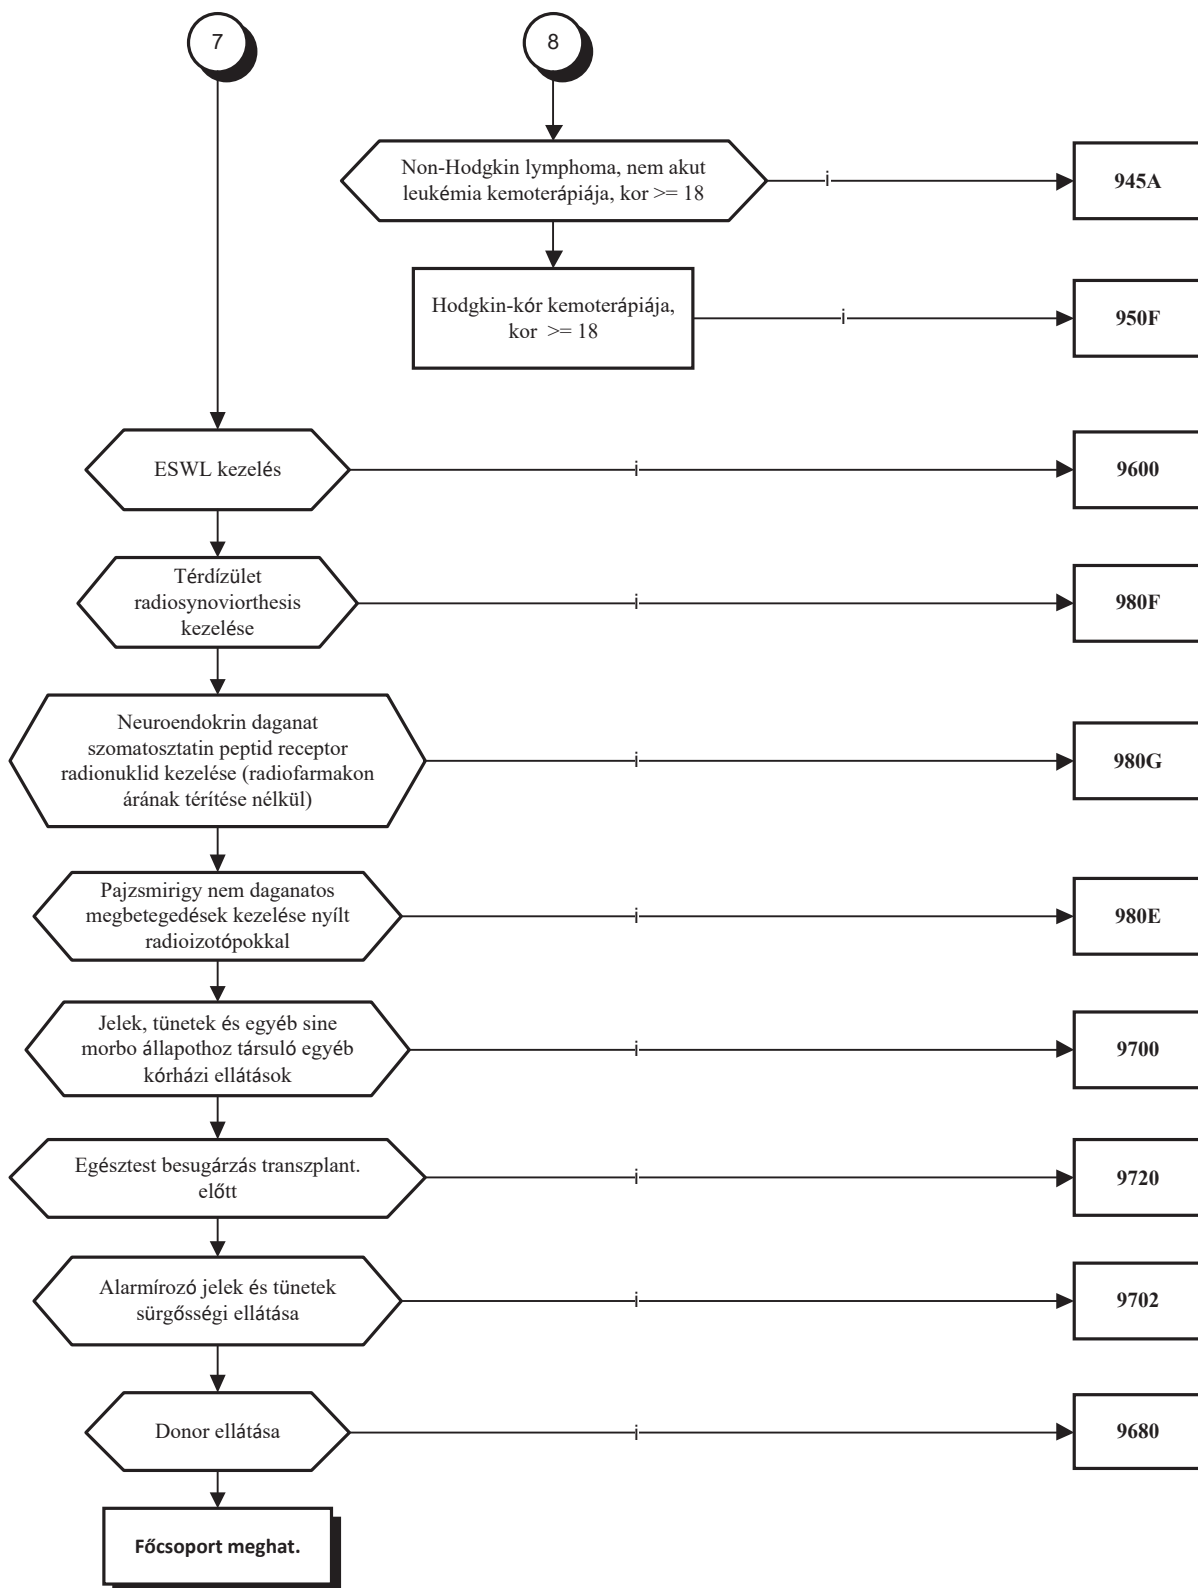 7
8
Non-Hodgkin lymphoma, nem akut
leukémia kemoterápiája, kor >= 18
i
945A
Hodgkin-kór kemoterápiája,
kor >= 18
i
950F
ESWL kezelés
i
9600
Térdízület
radiosynoviorthesis
kezelése
i
980F
Neuroendokrin daganat
szomatosztatin peptid receptor
radionuklid kezelése (radiofarmakon
árának térítése nélkül)
i
980G
Pajzsmirigy nem daganatos
megbetegedések kezelése nyílt
radioizotópokkal
i
980E
Jelek, tünetek és egyéb sine
morbo állapothoz társuló egyéb
kórházi ellátások
i
9700
Egésztest besugárzás transzplant.
előtt
i
9720
Alarmírozó jelek és tünetek
sürgősségi ellátása
i
9702
Donor ellátása
i
9680
Főcsoport meghat.